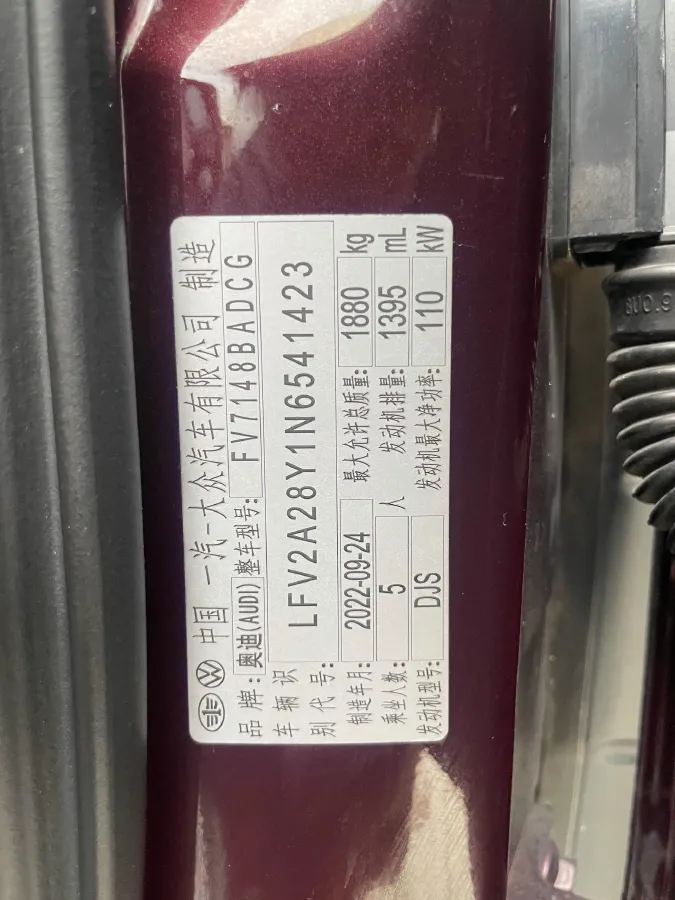 中国 一汽-大众汽车有限公司 制造
品牌: 奥迪(AUDI) 整车型号: FV7148BADCG
车辆识别代号: LFV2A28Y1N6541423
制造年月: 2022-09-24 最大允许总质量: 1880 kg
乘坐人数: 5 人 发动机排量: 1395 mL
发动机型号: DJS 发动机最大净功率: 110 kW